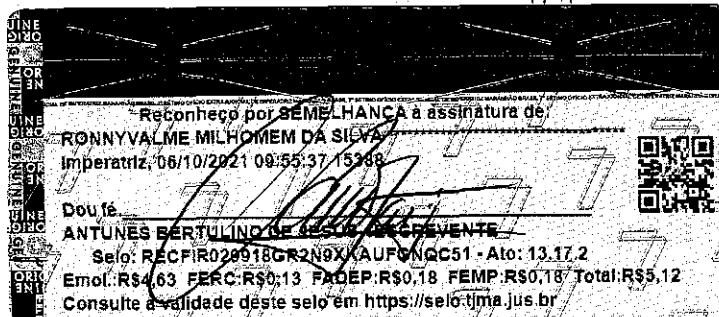 Reconheço por SEMELHANÇA a assinatura de:
RONNYVALME MILHOMEM DA SILVA
Imperatriz, 06/10/2021 09:55:37 15388
Dou fé.
ANTUNES BERTULINO DE JESUS - ESCREVENTE
Selo: - Ato: 13.17.2
Emol.:R$4,63 FERC:R$0,13 FADEP:R$0,18 FEMP:R$0,18 Total:R$5,12
Consulte a validade deste selo em https://selo.tjma.jus.br